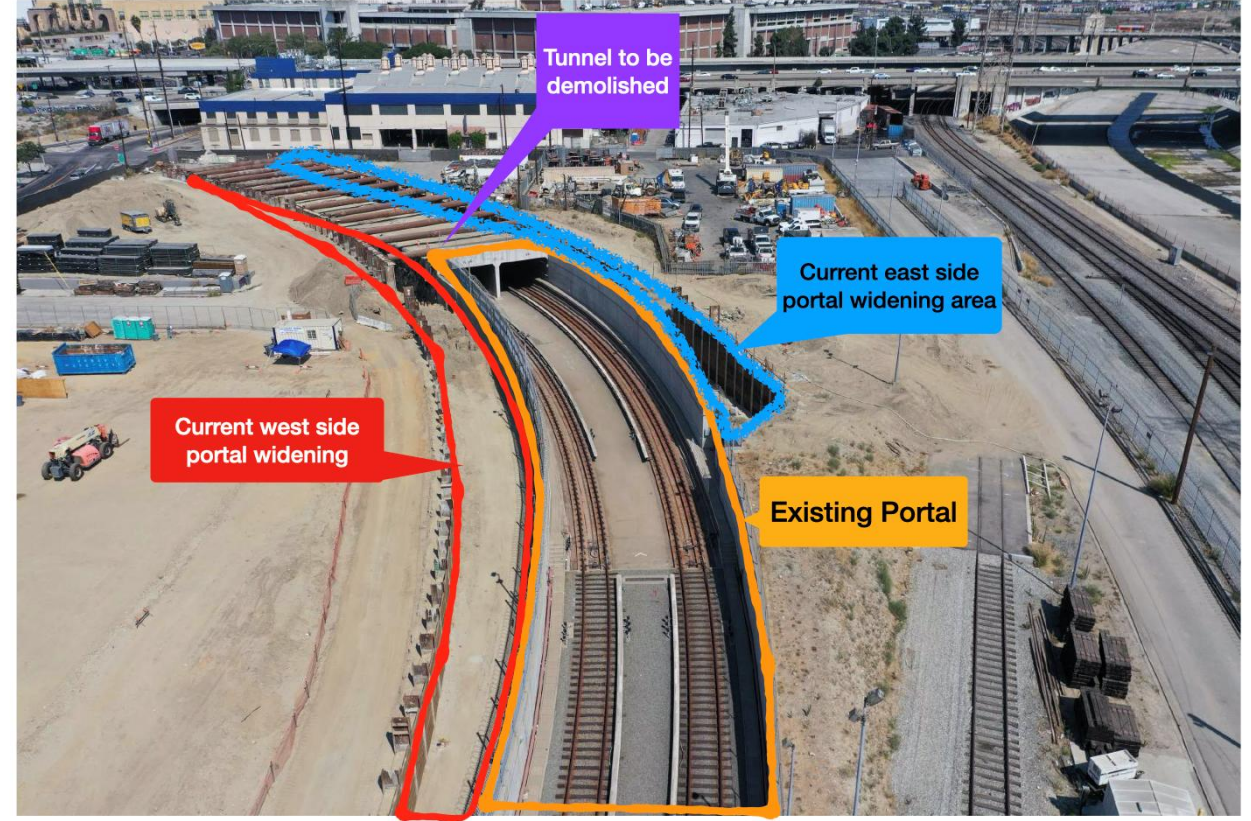 Tunnel to be
demolished
Current east side
portal widening area
Current west side
portal widening
Existing Portal